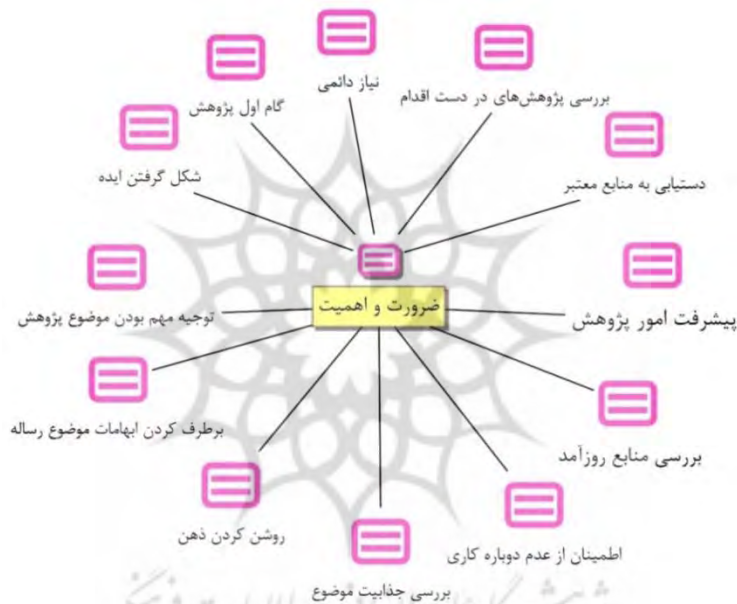 نیاز دائمی
بررسی پژوهش‌های در دست اقدام
گام اول پژوهش
دستیابی به منابع معتبر
شکل گرفتن ایده
ضرورت و اهمیت
پیشرفت امور پژوهش
توجیه مهم بودن موضوع پژوهش
بررسی منابع روزآمد
برطرف کردن ابهامات موضوع رساله
اطمینان از عدم دوباره کاری
روشن کردن ذهن
بررسی جذابیت موضوع